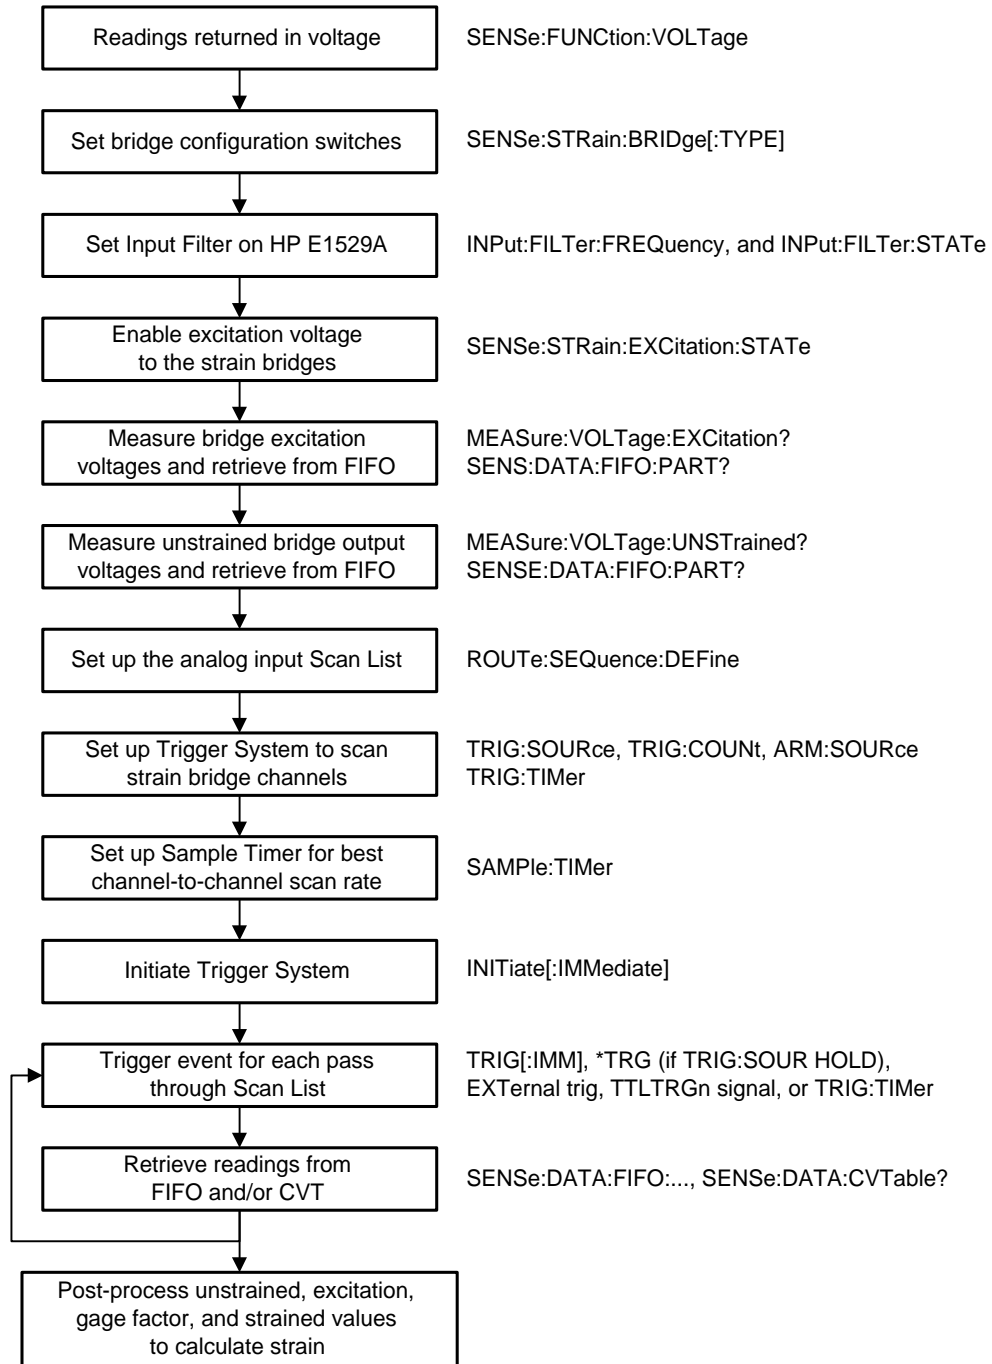 Readings returned in voltage
SENSe:FUNCtion:VOLTage
Set bridge configuration switches
SENSe:STRain:BRIDge[:TYPE]
Set Input Filter on HP E1529A
INPut:FILTer:FREQuency, and INPut:FILTer:STATe
Enable excitation voltage
to the strain bridges
SENSe:STRain:EXCitation:STATe
Measure bridge excitation
voltages and retrieve from FIFO
MEASure:VOLTage:EXCitation?
SENS:DATA:FIFO:PART?
Measure unstrained bridge output
voltages and retrieve from FIFO
MEASure:VOLTage:UNSTrained?
SENSE:DATA:FIFO:PART?
Set up the analog input Scan List
ROUTe:SEQuence:DEFine
Set up Trigger System to scan
strain bridge channels
TRIG:SOURce, TRIG:COUNt, ARM:SOURce
TRIG:TIMer
Set up Sample Timer for best
channel-to-channel scan rate
SAMPle:TIMer
Initiate Trigger System
INITiate[:IMMediate]
Trigger event for each pass
through Scan List
TRIG[:IMM], *TRG (if TRIG:SOUR HOLD),
EXTernal trig, TTLTRGn signal, or TRIG:TIMer
Retrieve readings from
FIFO and/or CVT
SENSe:DATA:FIFO:..., SENSe:DATA:CVTable?
Post-process unstrained, excitation,
gage factor, and strained values
to calculate strain